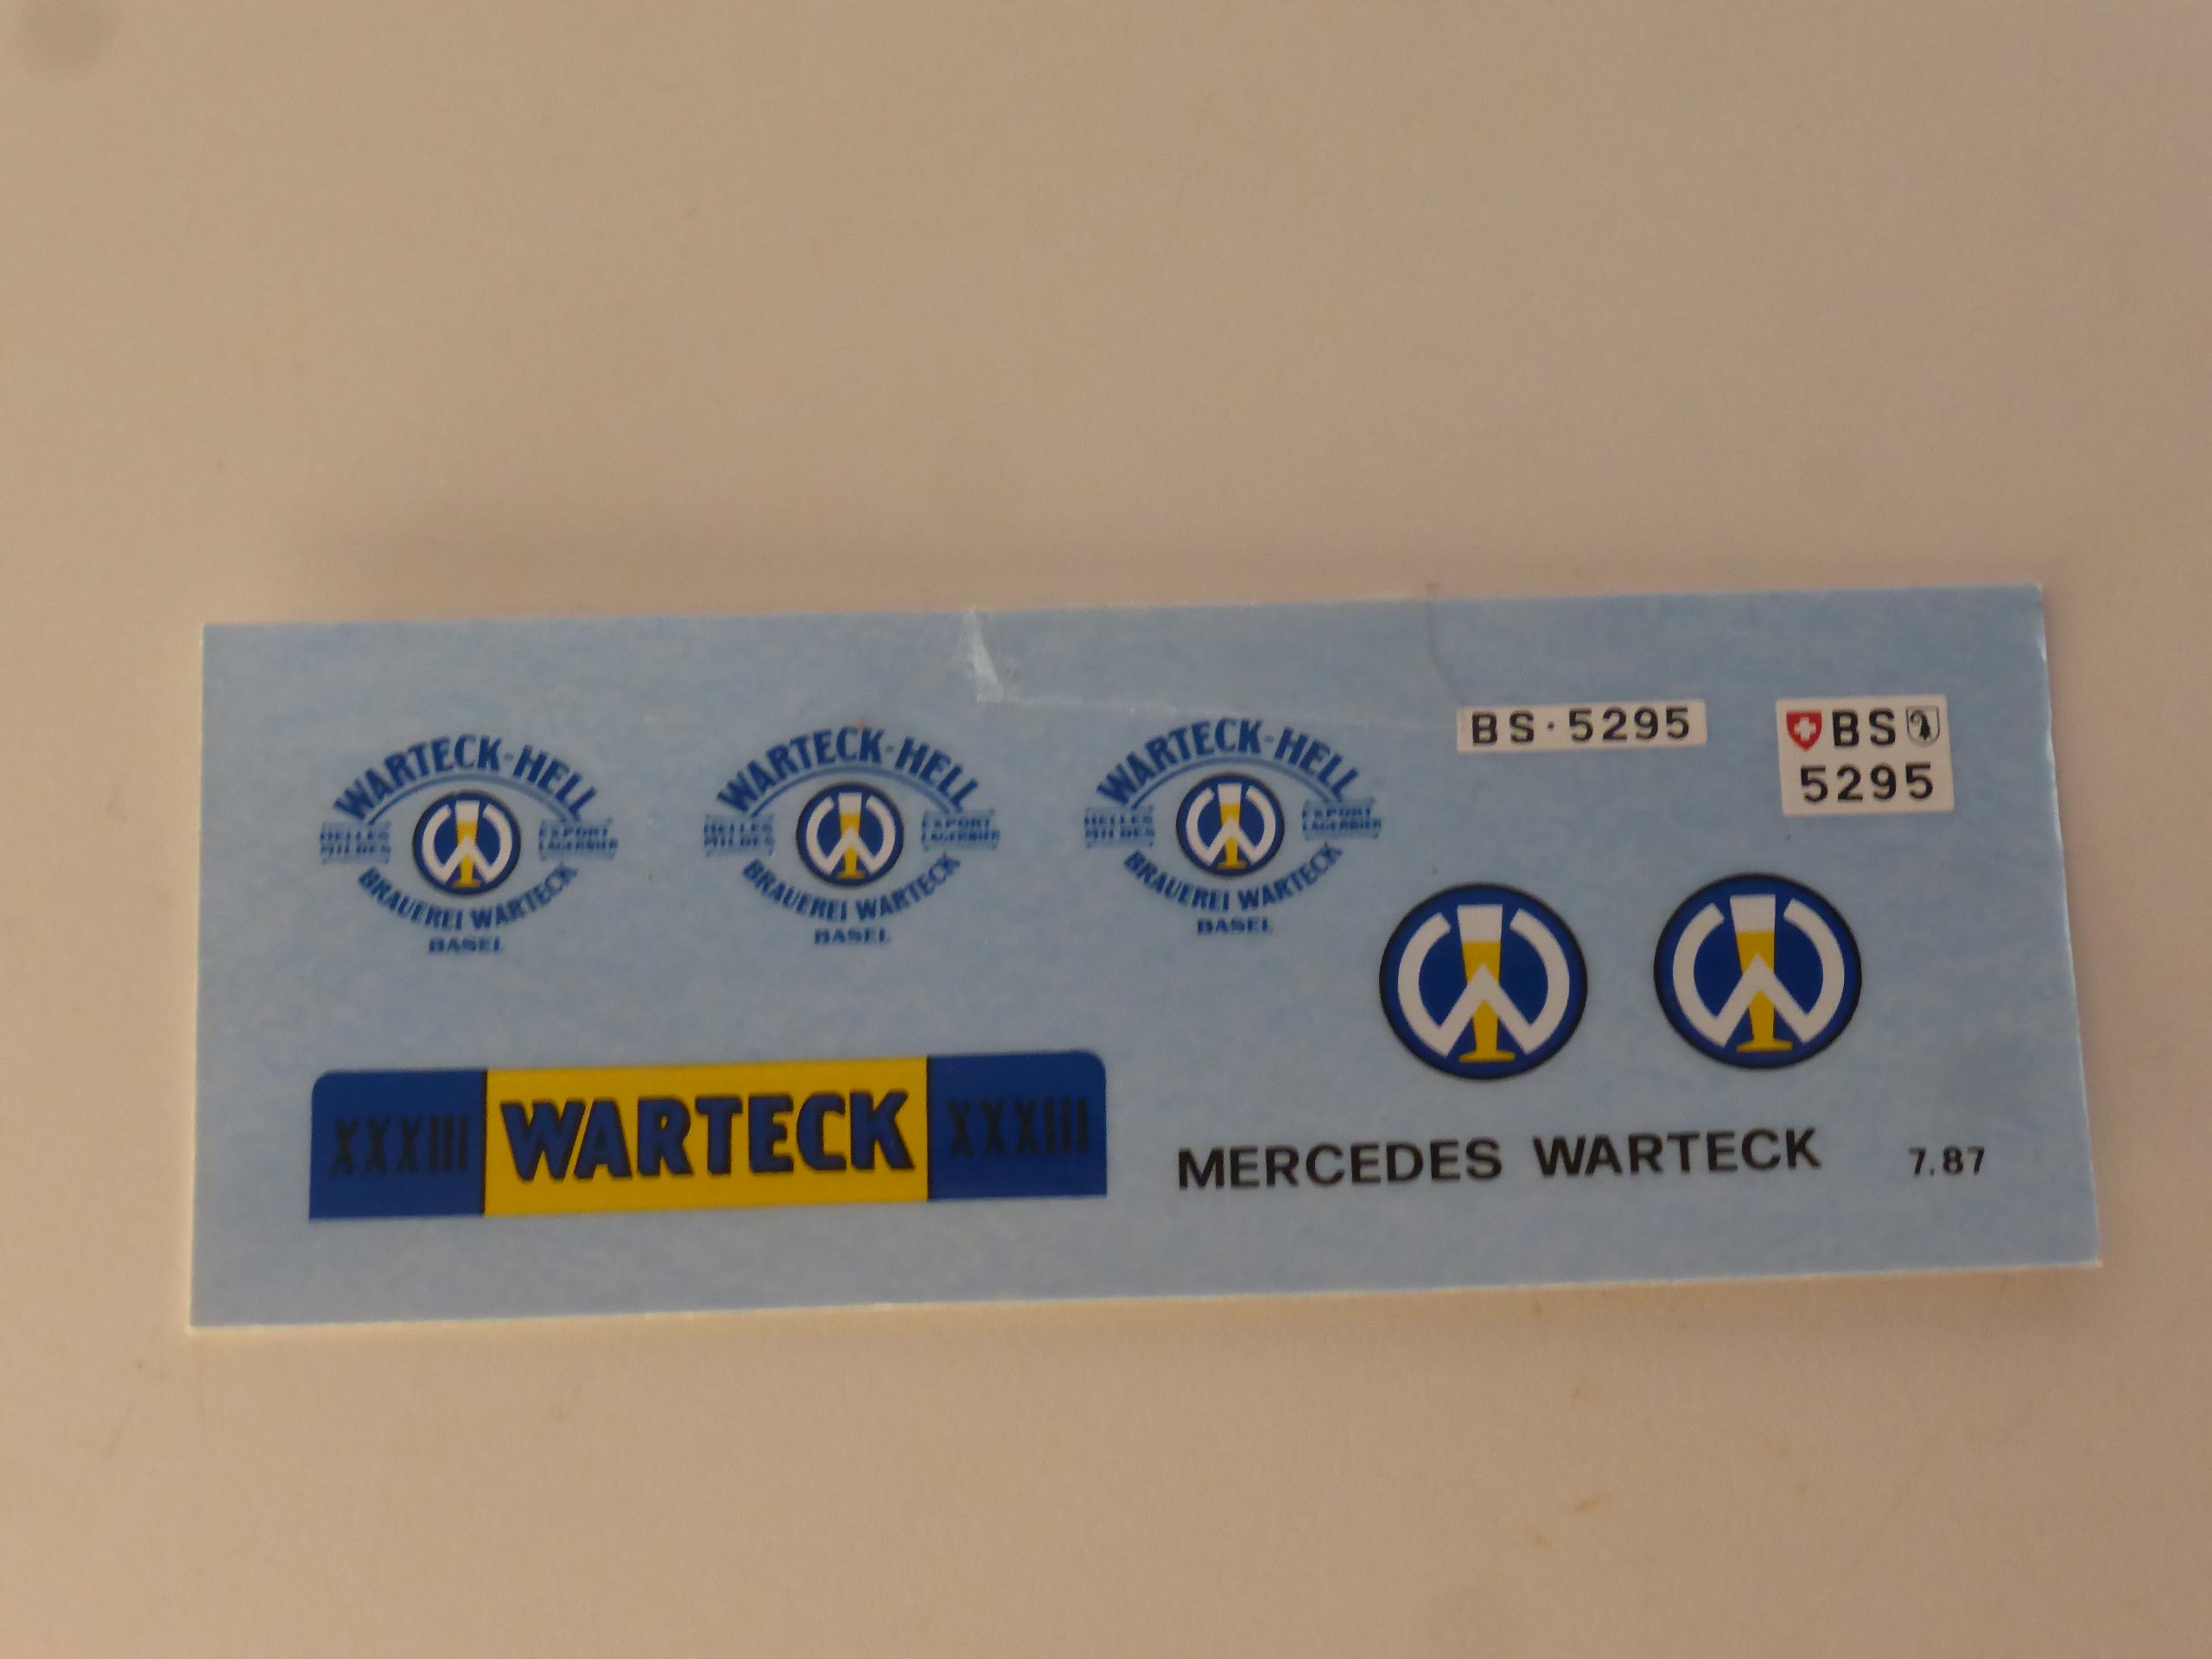 WARTECK-HELL
HELLES
MILDES
EXPORT
LAGERBIER
BRAUEREI WARTECK
BASEL
WARTECK-HELL
HELLES
MILDES
EXPORT
LAGERBIER
BRAUEREI WARTECK
BASEL
WARTECK-HELL
HELLES
MILDES
EXPORT
LAGERBIER
BRAUEREI WARTECK
BASEL
BS·5295
BS
5295
XXXIII WARTECK XXXIII
MERCEDES WARTECK 7.87